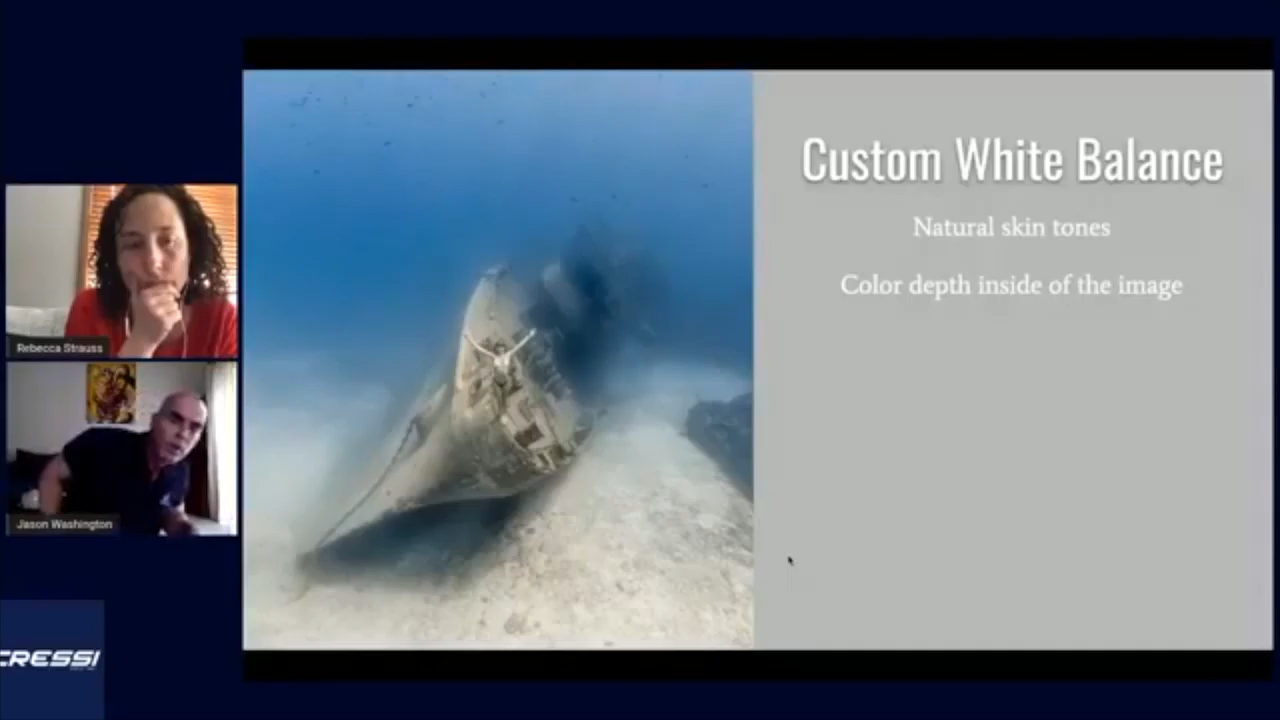 Custom White Balance
Natural skin tones
Color depth inside of the image
Rebecca Strauss
Jason Washington
CRESSI